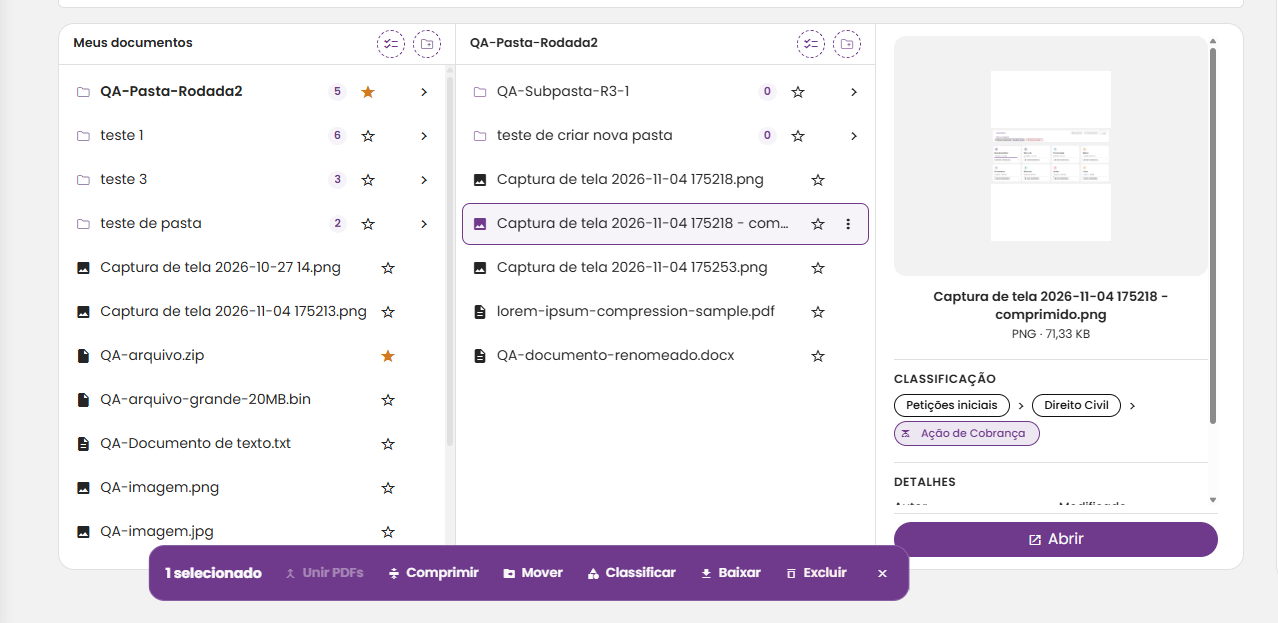 Meus documentos
QA-Pasta-Rodada2 5
teste 1 6
teste 3 3
teste de pasta 2
Captura de tela 2026-10-27 14.png
Captura de tela 2026-11-04 175213.png
QA-arquivo.zip
QA-arquivo-grande-20MB.bin
QA-Documento de texto.txt
QA-imagem.png
QA-imagem.jpg
QA-Pasta-Rodada2
QA-Subpasta-R3-1 0
teste de criar nova pasta 0
Captura de tela 2026-11-04 175218.png
Captura de tela 2026-11-04 175218 - com...
Captura de tela 2026-11-04 175253.png
lorem-ipsum-compression-sample.pdf
QA-documento-renomeado.docx
Captura de tela 2026-11-04 175218 -
comprimido.png
PNG · 71,33 KB
CLASSIFICAÇÃO
Petições iniciais > Direito Civil >
Ação de Cobrança
DETALHES
Autor Modificado
Abrir
1 selecionado Unir PDFs Comprimir Mover Classificar Baixar Excluir ×